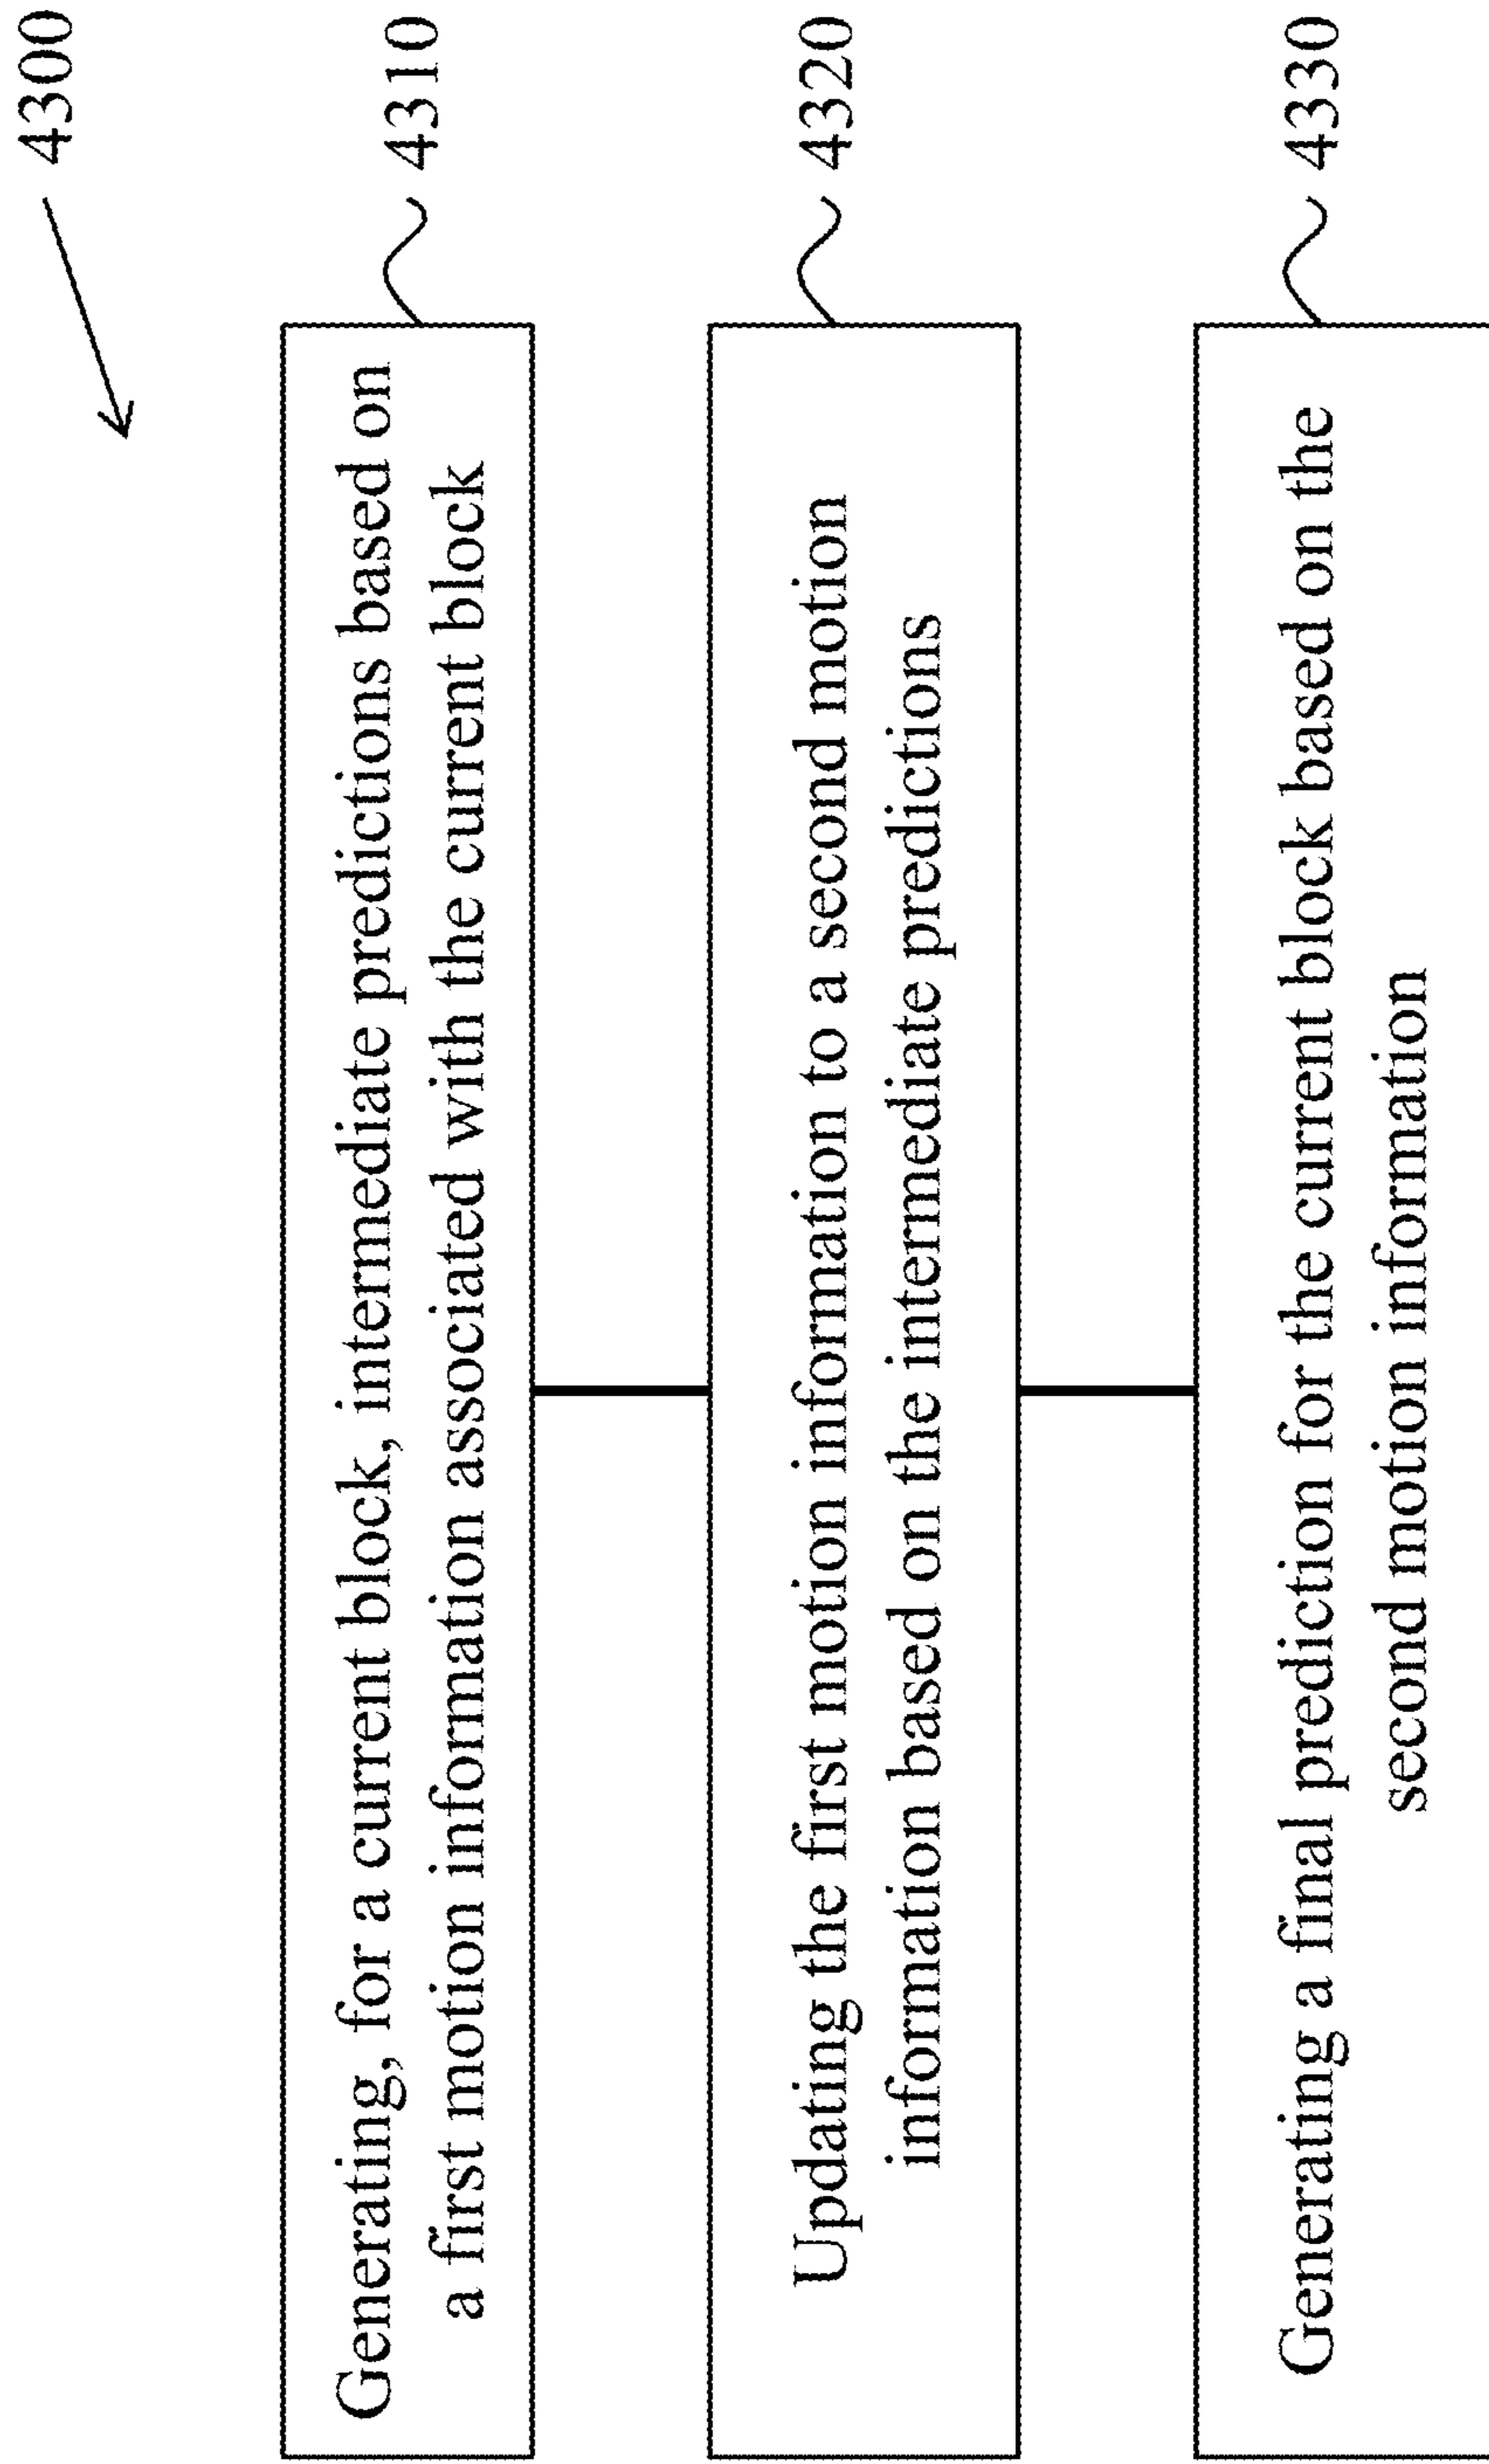 4300
Generating, for a current block, intermediate predictions based on
a first motion information associated with the current block
4310
Updating the first motion information to a second motion
information based on the intermediate predictions
4320
Generating a final prediction for the current block based on the
second motion information
4330